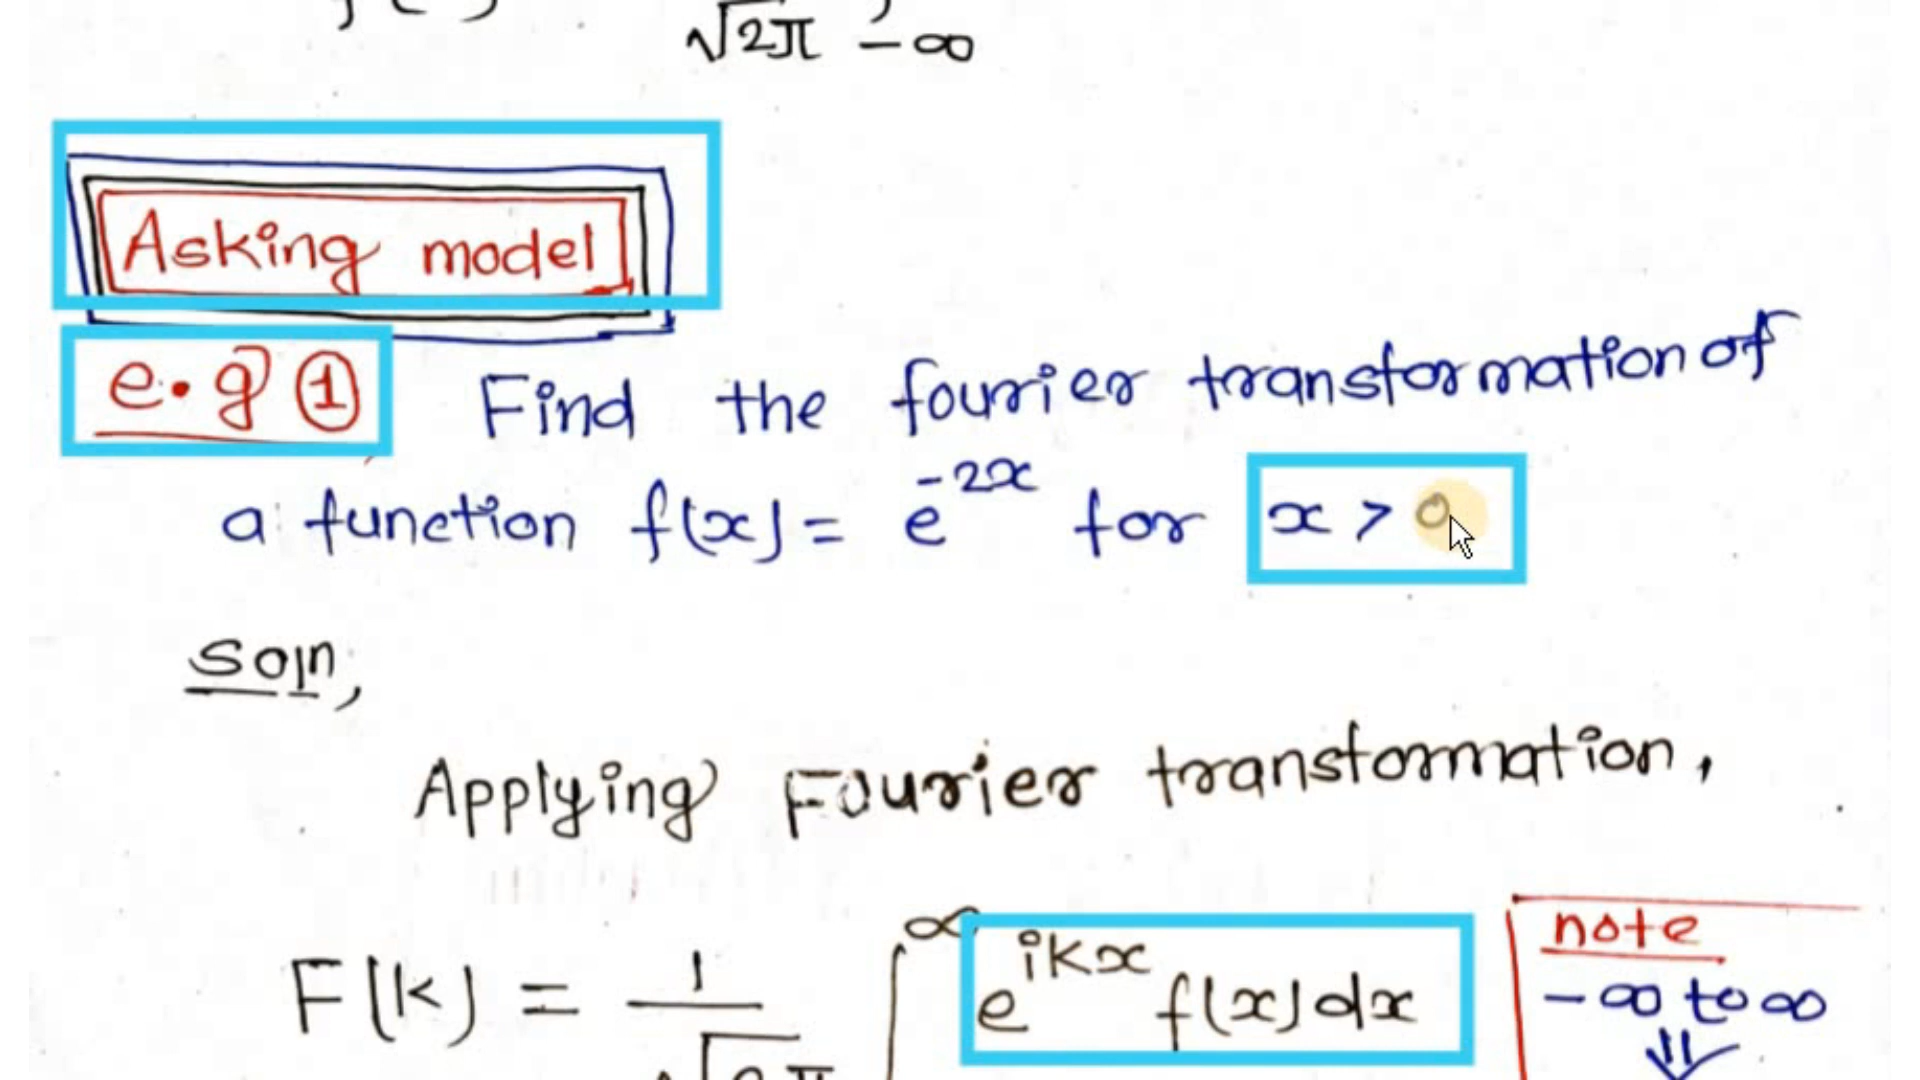 √2π -∞
Asking model
e.g ① Find the fourier transformation of
a function f(x) = e^-2x for x > 0
soln,
Applying Fourier transformation,
F(k) = 1/√2π ∫^∞ e^ikx f(x) dx
note
-∞ to ∞
⇓